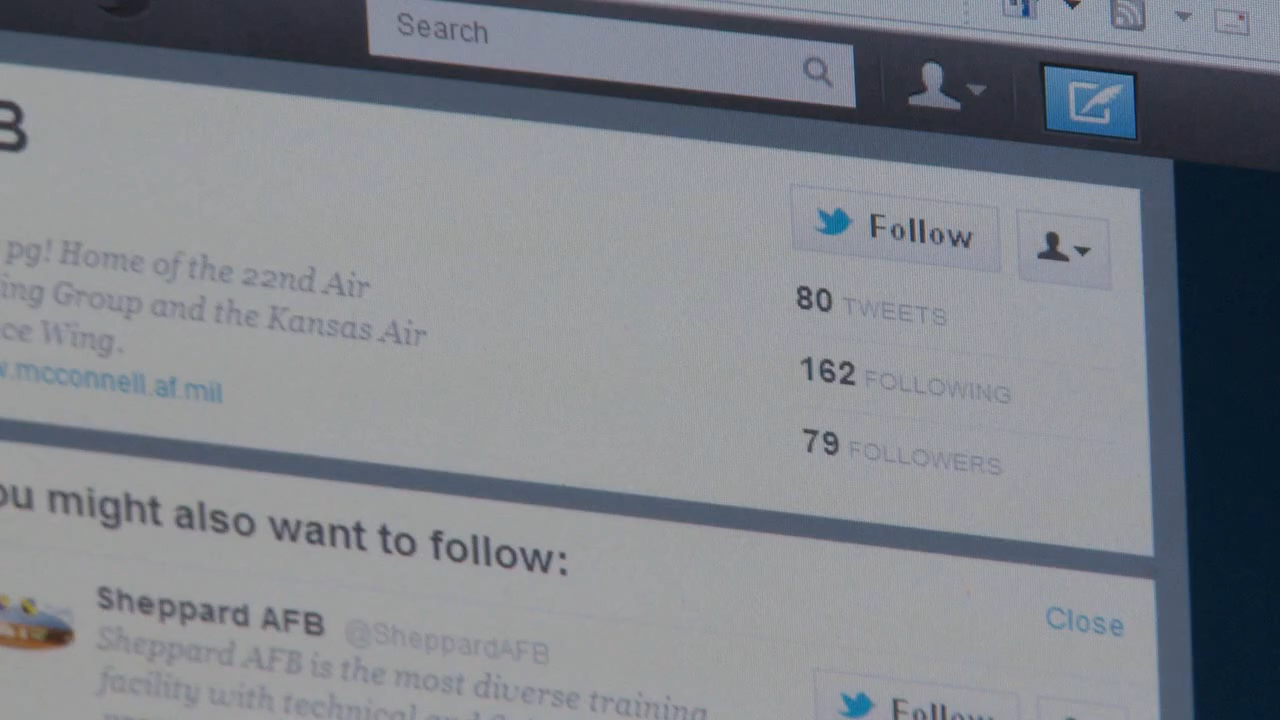 Search
B
Follow
pg! Home of the 22nd Air
ing Group and the Kansas Air
ce Wing.
w.mcconnell.af.mil
80 TWEETS
162 FOLLOWING
79 FOLLOWERS
ou might also want to follow:
Close
Sheppard AFB @SheppardAFB
Sheppard AFB is the most diverse training
facility with technical and
Follow